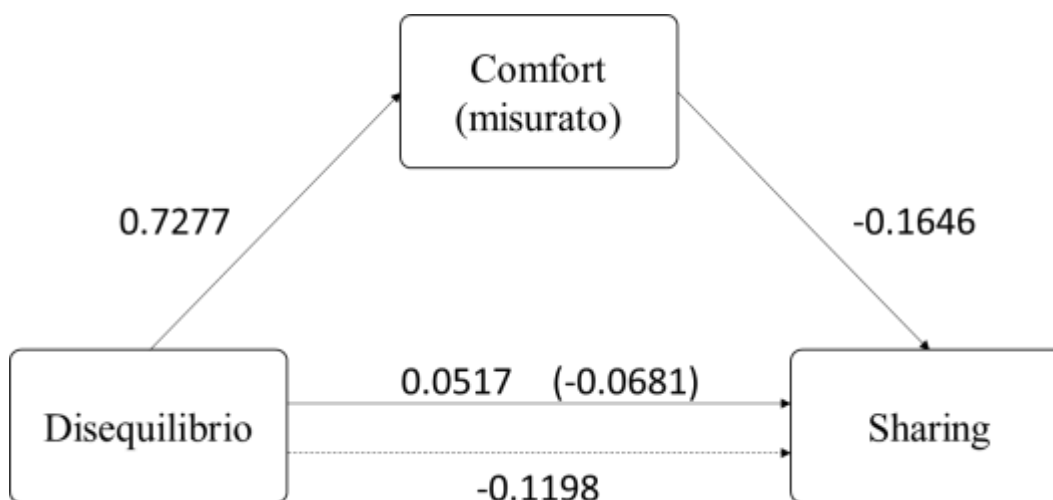 Comfort
(misurato)
0.7277
-0.1646
0.0517 (-0.0681)
Disequilibrio
Sharing
-0.1198